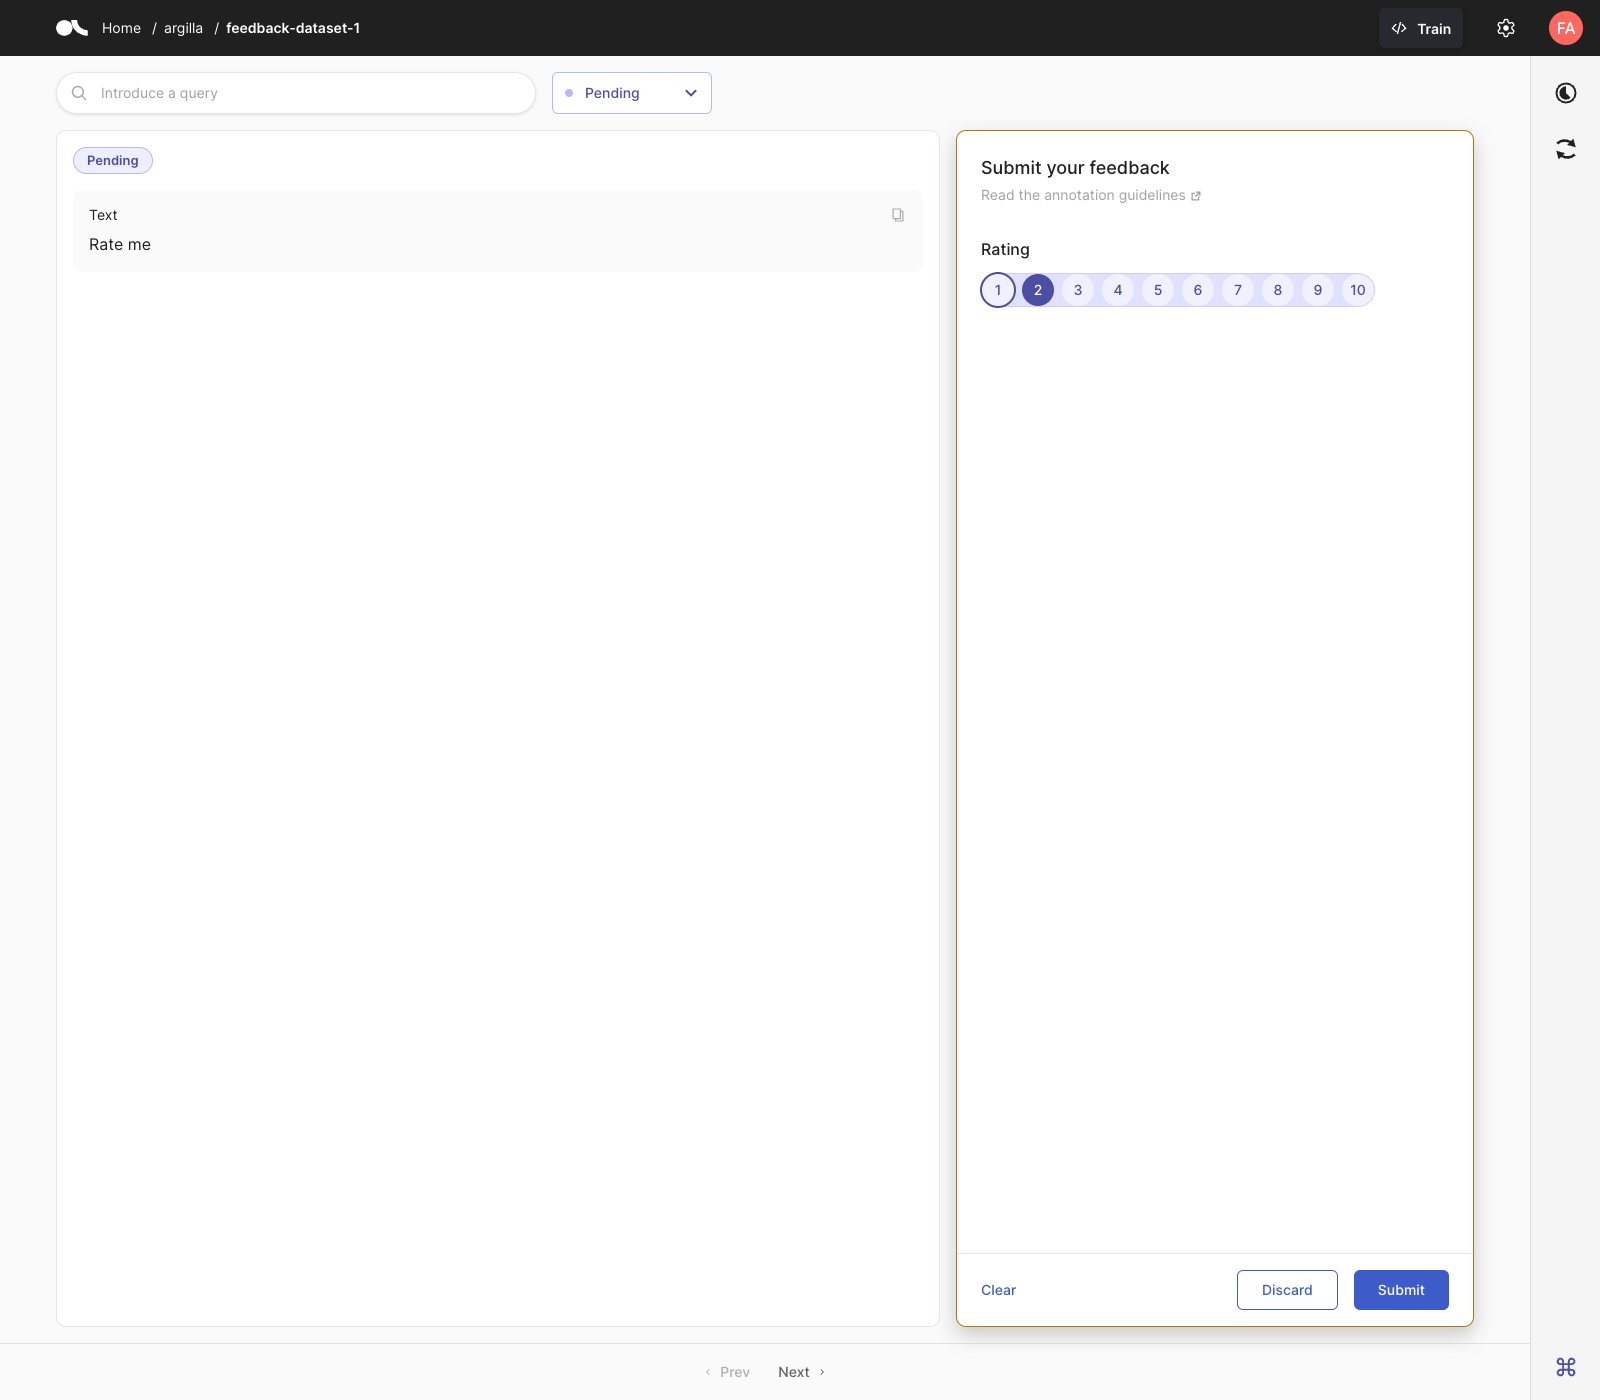 Home / argilla / feedback-dataset-1
Train
FA
Introduce a query
Pending
Pending
Text
Rate me
Submit your feedback
Read the annotation guidelines
Rating
1 2 3 4 5 6 7 8 9 10
Clear
Discard
Submit
Prev
Next